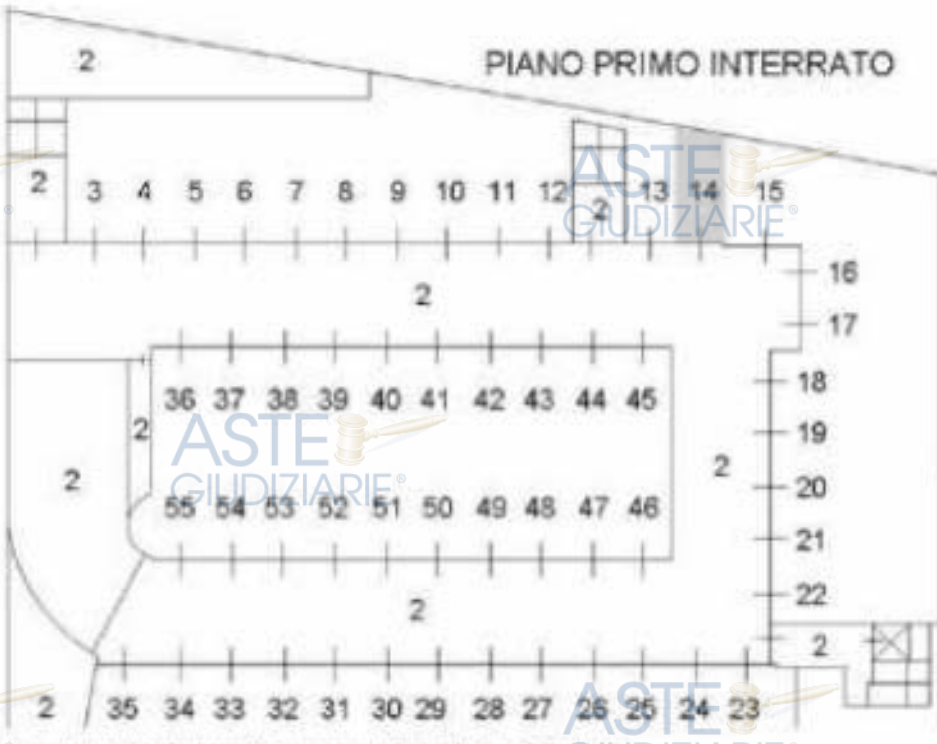 2
PIANO PRIMO INTERRATO
2 3 4 5 6 7 8 9 10 11 12 2 13 14 15
ASTE
GIUDIZIARIE®
16
2
17
36 37 38 39 40 41 42 43 44 45
18
2
19
ASTE
GIUDIZIARIE®
2
2
20
55 54 53 52 51 50 49 48 47 46
21
22
2
2
2 35 34 33 32 31 30 29 28 27 26 25 24 23
ASTE